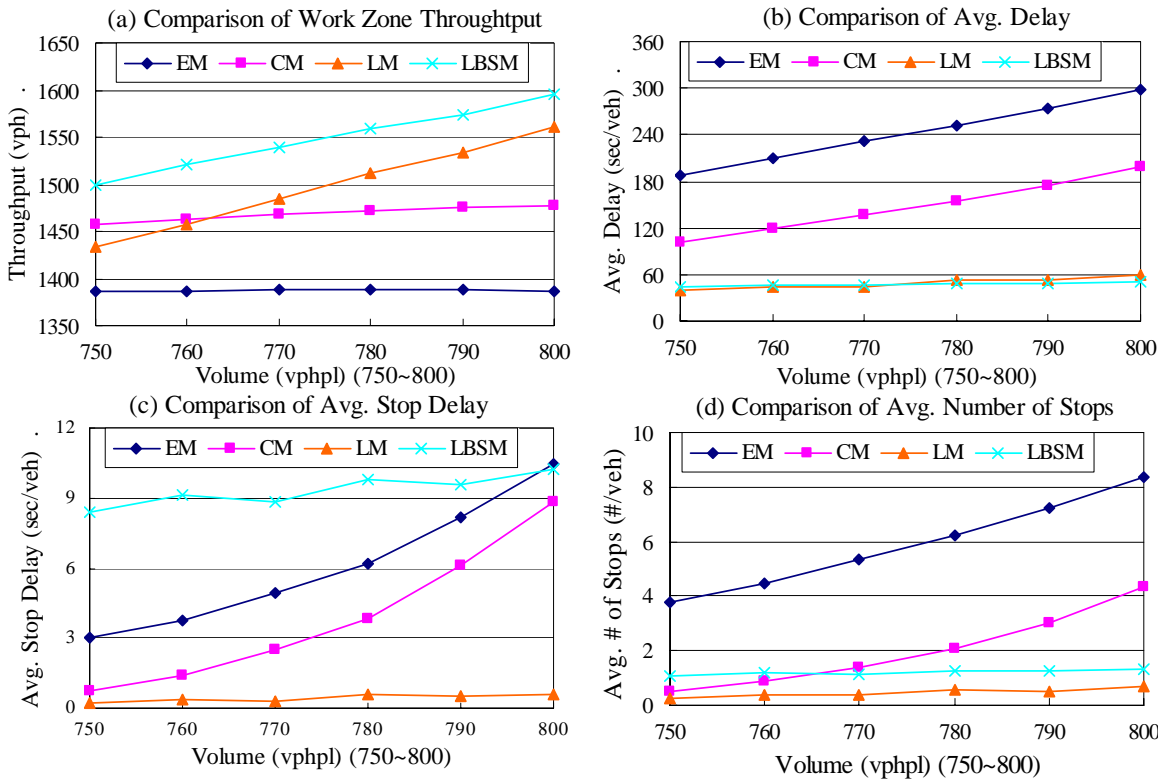 (a) Comparison of Work Zone Throughtput
1650
1600
1550
1500
1450
1400
1350
Throughput (vph) .
EM CM LM LBSM
750 760 770 780 790 800
Volume (vphpl) (750~800)
(b) Comparison of Avg. Delay
360
300
240
180
120
60
0
Avg. Delay (sec/veh) .
EM CM LM LBSM
750 760 770 780 790 800
Volume (vphpl) (750~800)
(c) Comparison of Avg. Stop Delay
12
9
6
3
0
Avg. Stop Delay (sec/veh) .
EM CM LM LBSM
750 760 770 780 790 800
Volume (vphpl) (750~800)
(d) Comparison of Avg. Number of Stops
10
8
6
4
2
0
Avg. # of Stops (#/veh)
EM CM LM LBSM
750 760 770 780 790 800
Volume (vphpl) (750~800)